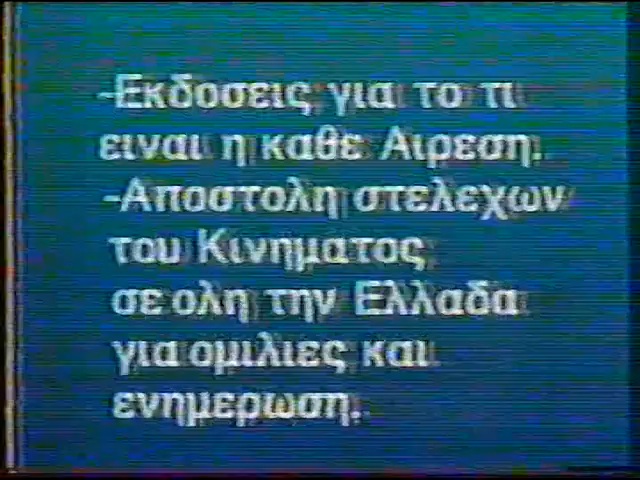 -Εκδοσεις για το τι
ειναι η καθε Αιρεση.
-Αποστολη στελεχων
του Κινηματος
σε ολη την Ελλαδα
για ομιλιες και
ενημερωση.